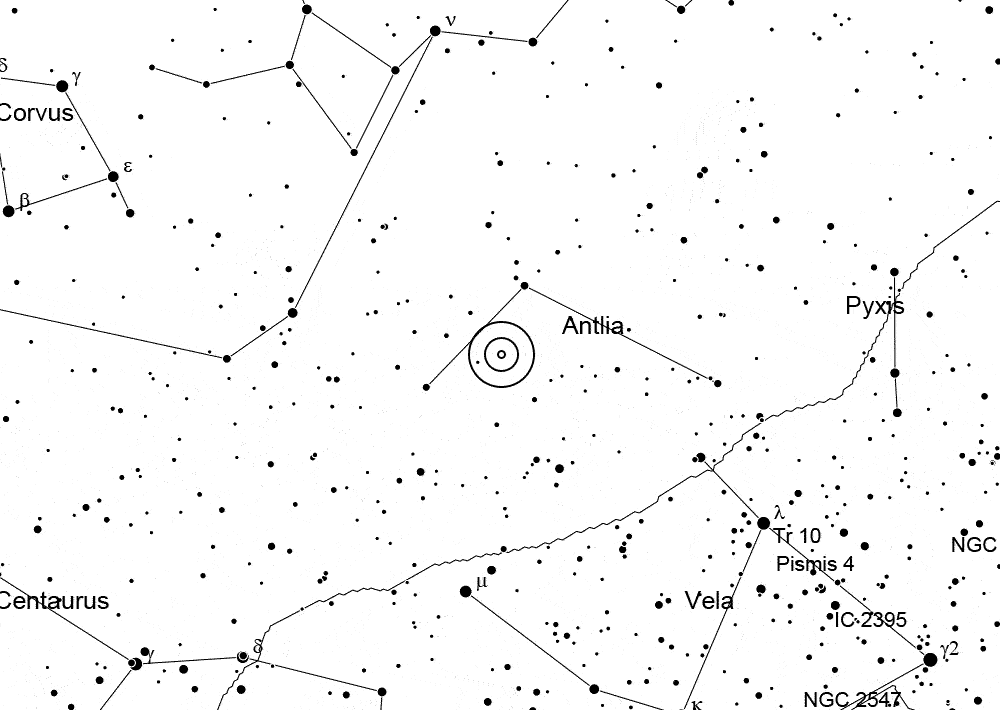 ν
δ
γ
Corvus
ε
β
Pyxis
Antlia
λ
Tr 10
NGC
Pismis 4
μ
Centaurus
Vela
IC 2395
δ
γ
γ2
NGC 2547
κ